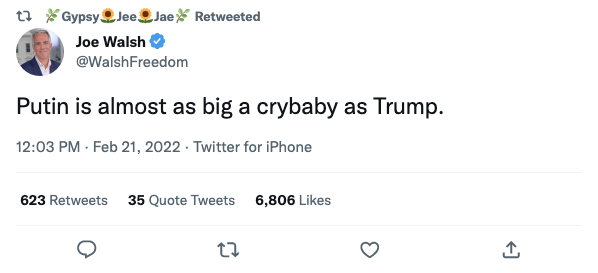 🌿Gypsy🌻Jee🌻Jae🌿 Retweeted
Joe Walsh
@WalshFreedom
Putin is almost as big a crybaby as Trump.
12:03 PM · Feb 21, 2022 · Twitter for iPhone
623 Retweets 35 Quote Tweets 6,806 Likes